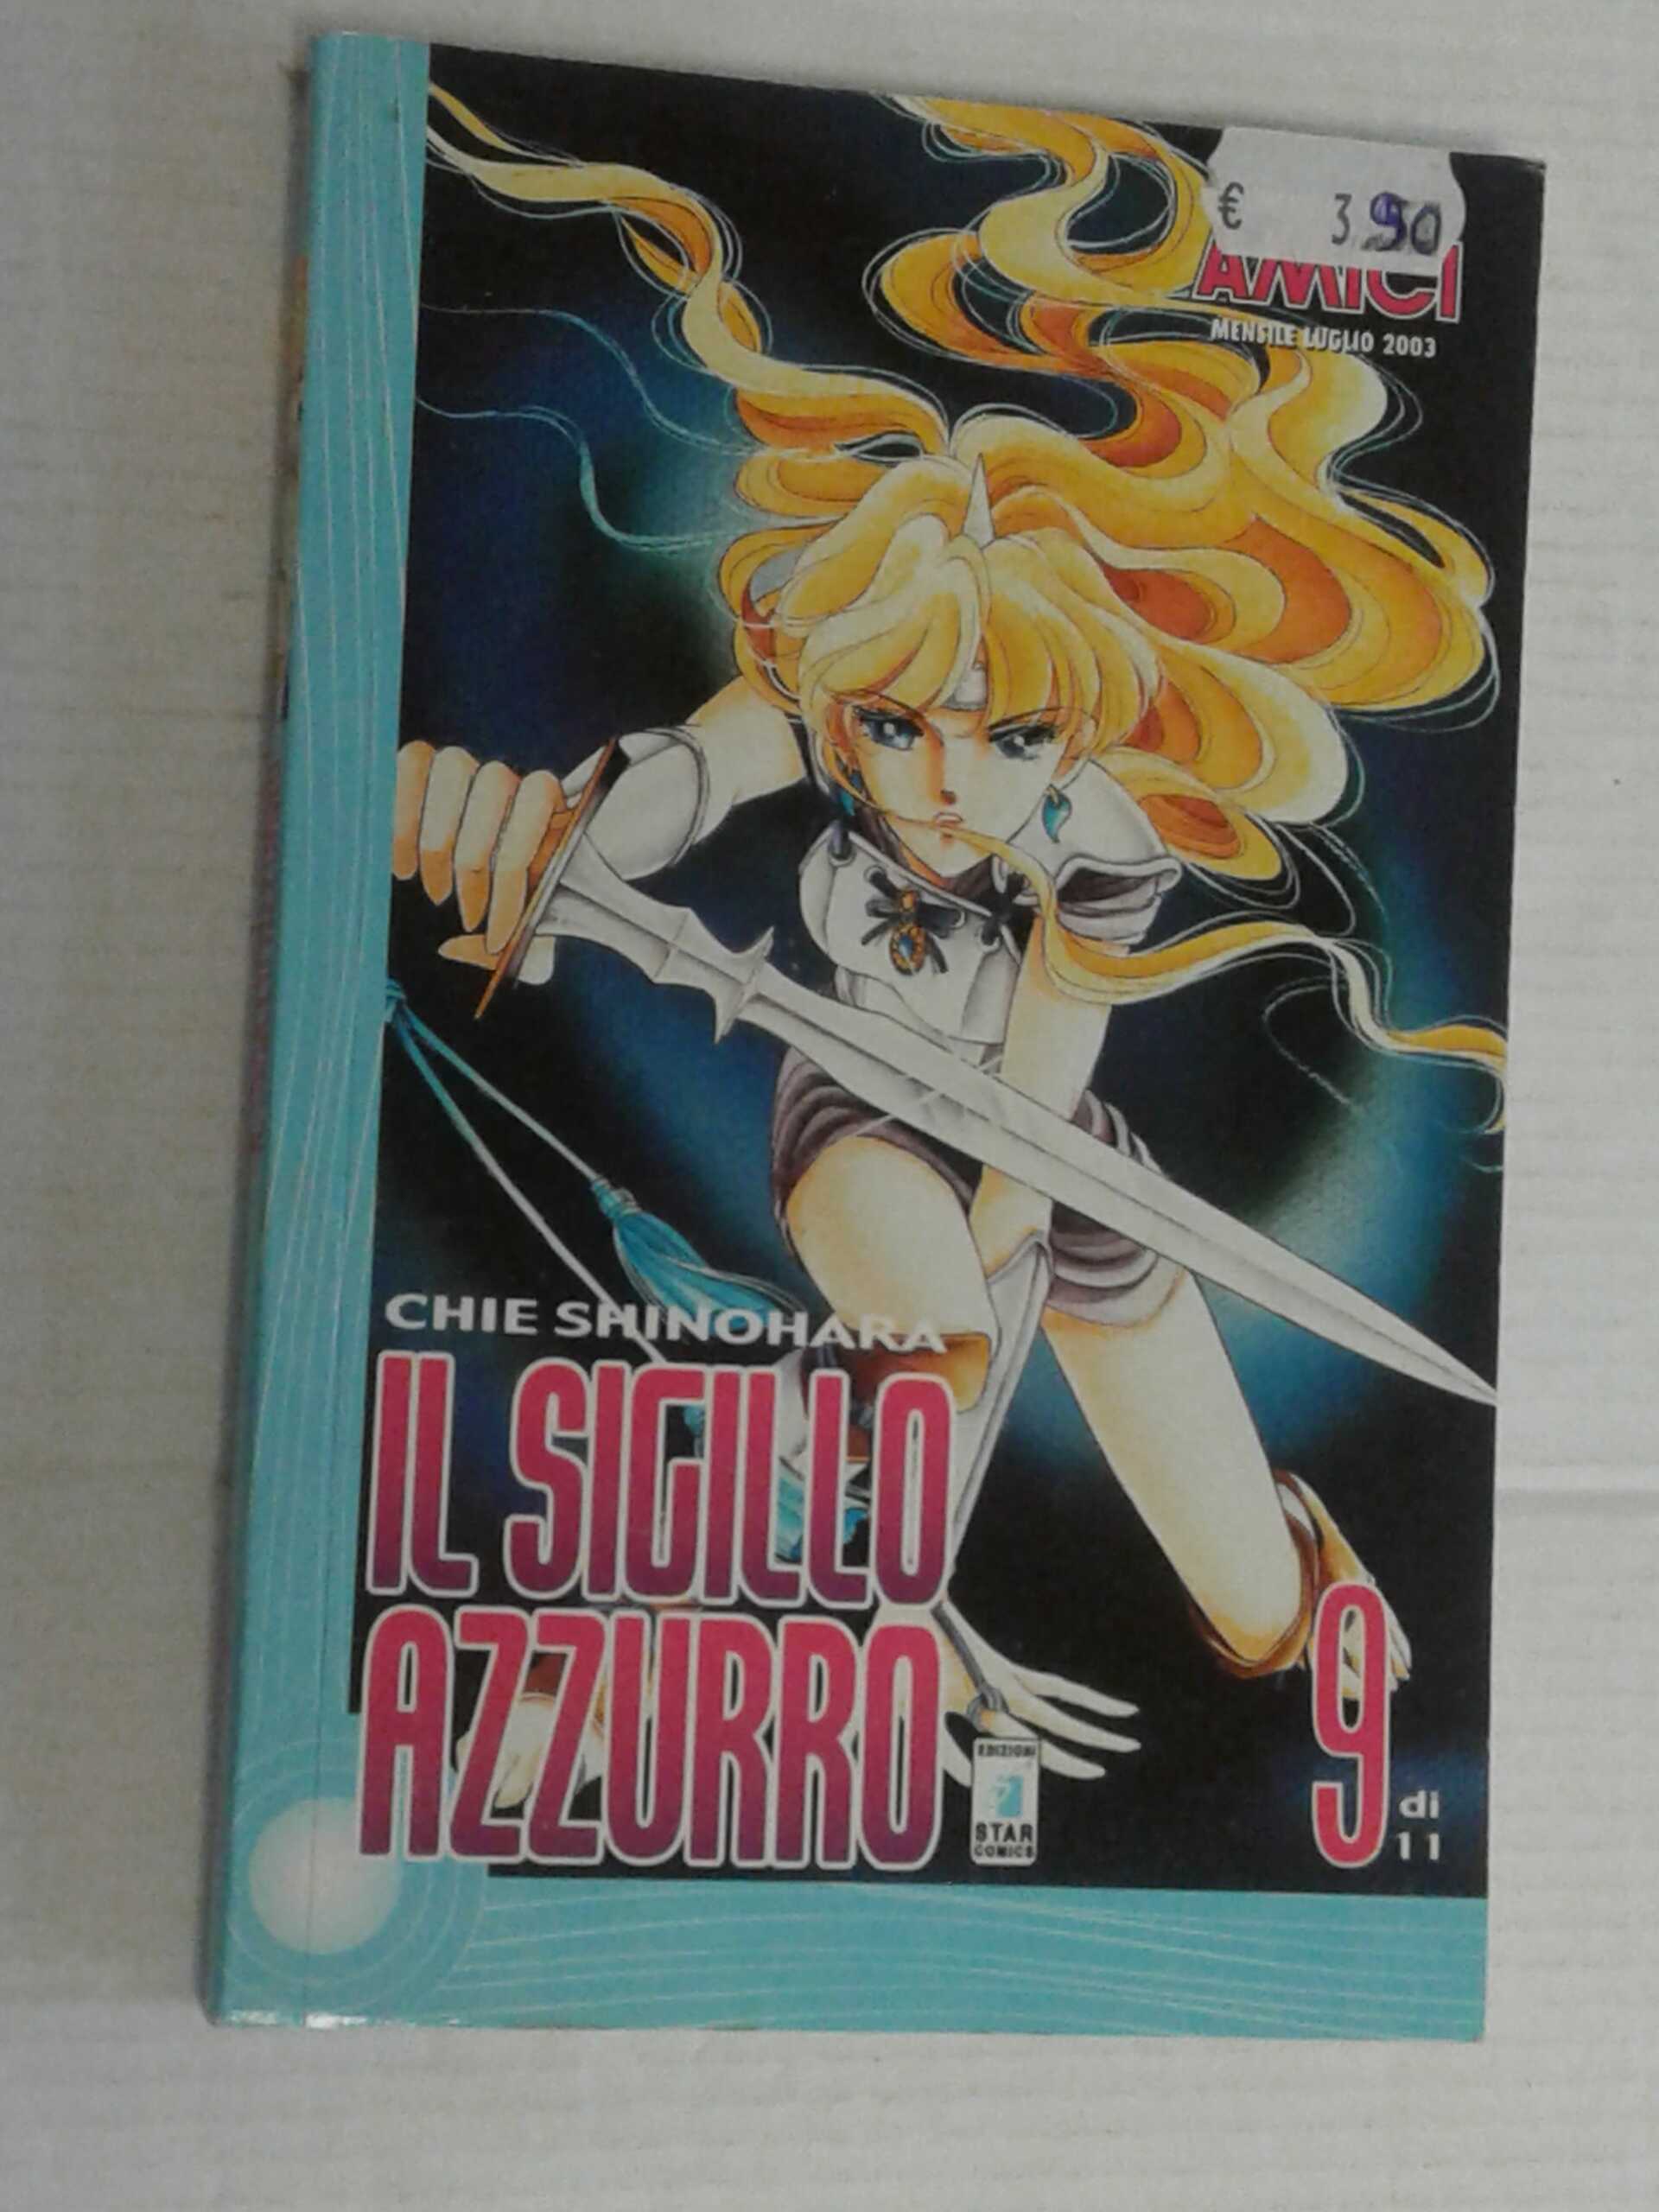 € 3.90
AMICI
MENSILE LUGLIO 2003
CHIE SHINOHARA
IL SIGILLO
AZZURRO
EDIZIONI
STAR
COMICS
9
di
11